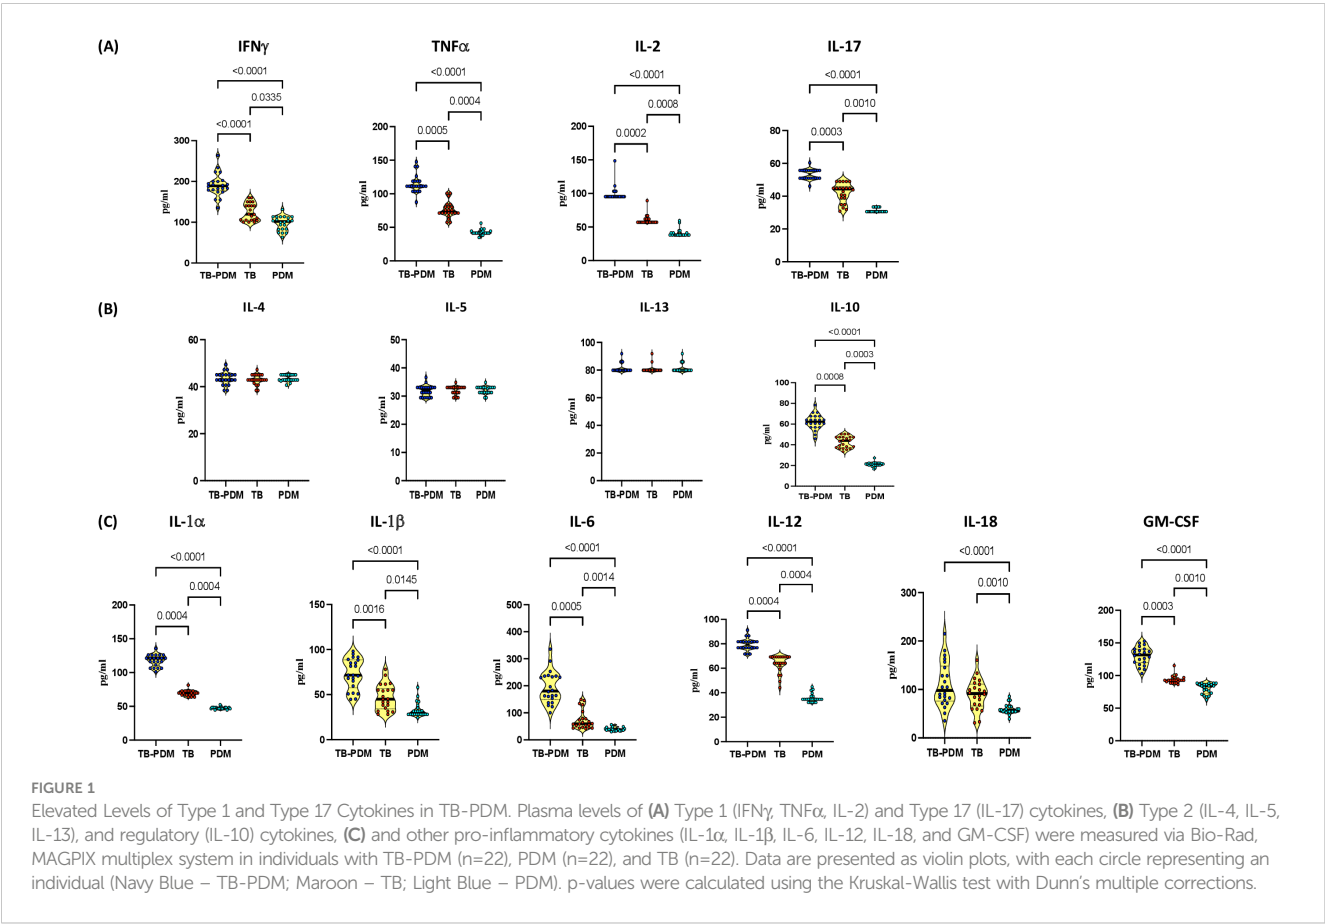 (A) IFNγ TNFα IL-2 IL-17
<0.0001 <0.0001 <0.0001 <0.0001
0.0335 0.0004 0.0008 0.0010
<0.0001 0.0005 0.0002 0.0003
pg/ml 300 200 100 0
TB-PDM TB PDM
pg/ml 200 150 100 50 0
TB-PDM TB PDM
pg/ml 200 150 100 50 0
TB-PDM TB PDM
pg/ml 80 60 40 20 0
TB-PDM TB PDM
(B) IL-4 IL-5 IL-13 IL-10
<0.0001
0.0003
0.0008
pg/ml 60 40 20 0
TB-PDM TB PDM
pg/ml 50 40 30 20 10 0
TB-PDM TB PDM
pg/ml 100 80 60 40 20 0
TB-PDM TB PDM
pg/ml 100 80 60 40 20 0
TB-PDM TB PDM
(C) IL-1α IL-1β IL-6 IL-12 IL-18 GM-CSF
<0.0001 <0.0001 <0.0001 <0.0001 <0.0001 <0.0001
0.0004 0.0145 0.0014 0.0004 0.0010 0.0010
0.0004 0.0016 0.0005 0.0004 0.0003
pg/ml 200 150 100 50 0
TB-PDM TB PDM
pg/ml 150 100 50 0
TB-PDM TB PDM
pg/ml 500 400 300 200 100 0
TB-PDM TB PDM
pg/ml 100 80 60 40 20 0
TB-PDM TB PDM
pg/ml 300 200 100 0
TB-PDM TB PDM
pg/ml 200 150 100 50 0
TB-PDM TB PDM
FIGURE 1
Elevated Levels of Type 1 and Type 17 Cytokines in TB-PDM. Plasma levels of (A) Type 1 (IFNγ, TNFα, IL-2) and Type 17 (IL-17) cytokines, (B) Type 2 (IL-4, IL-5,
IL-13), and regulatory (IL-10) cytokines, (C) and other pro-inflammatory cytokines (IL-1α, IL-1β, IL-6, IL-12, IL-18, and GM-CSF) were measured via Bio-Rad,
MAGPIX multiplex system in individuals with TB-PDM (n=22), PDM (n=22), and TB (n=22). Data are presented as violin plots, with each circle representing an
individual (Navy Blue – TB-PDM; Maroon – TB; Light Blue – PDM). p-values were calculated using the Kruskal-Wallis test with Dunn's multiple corrections.